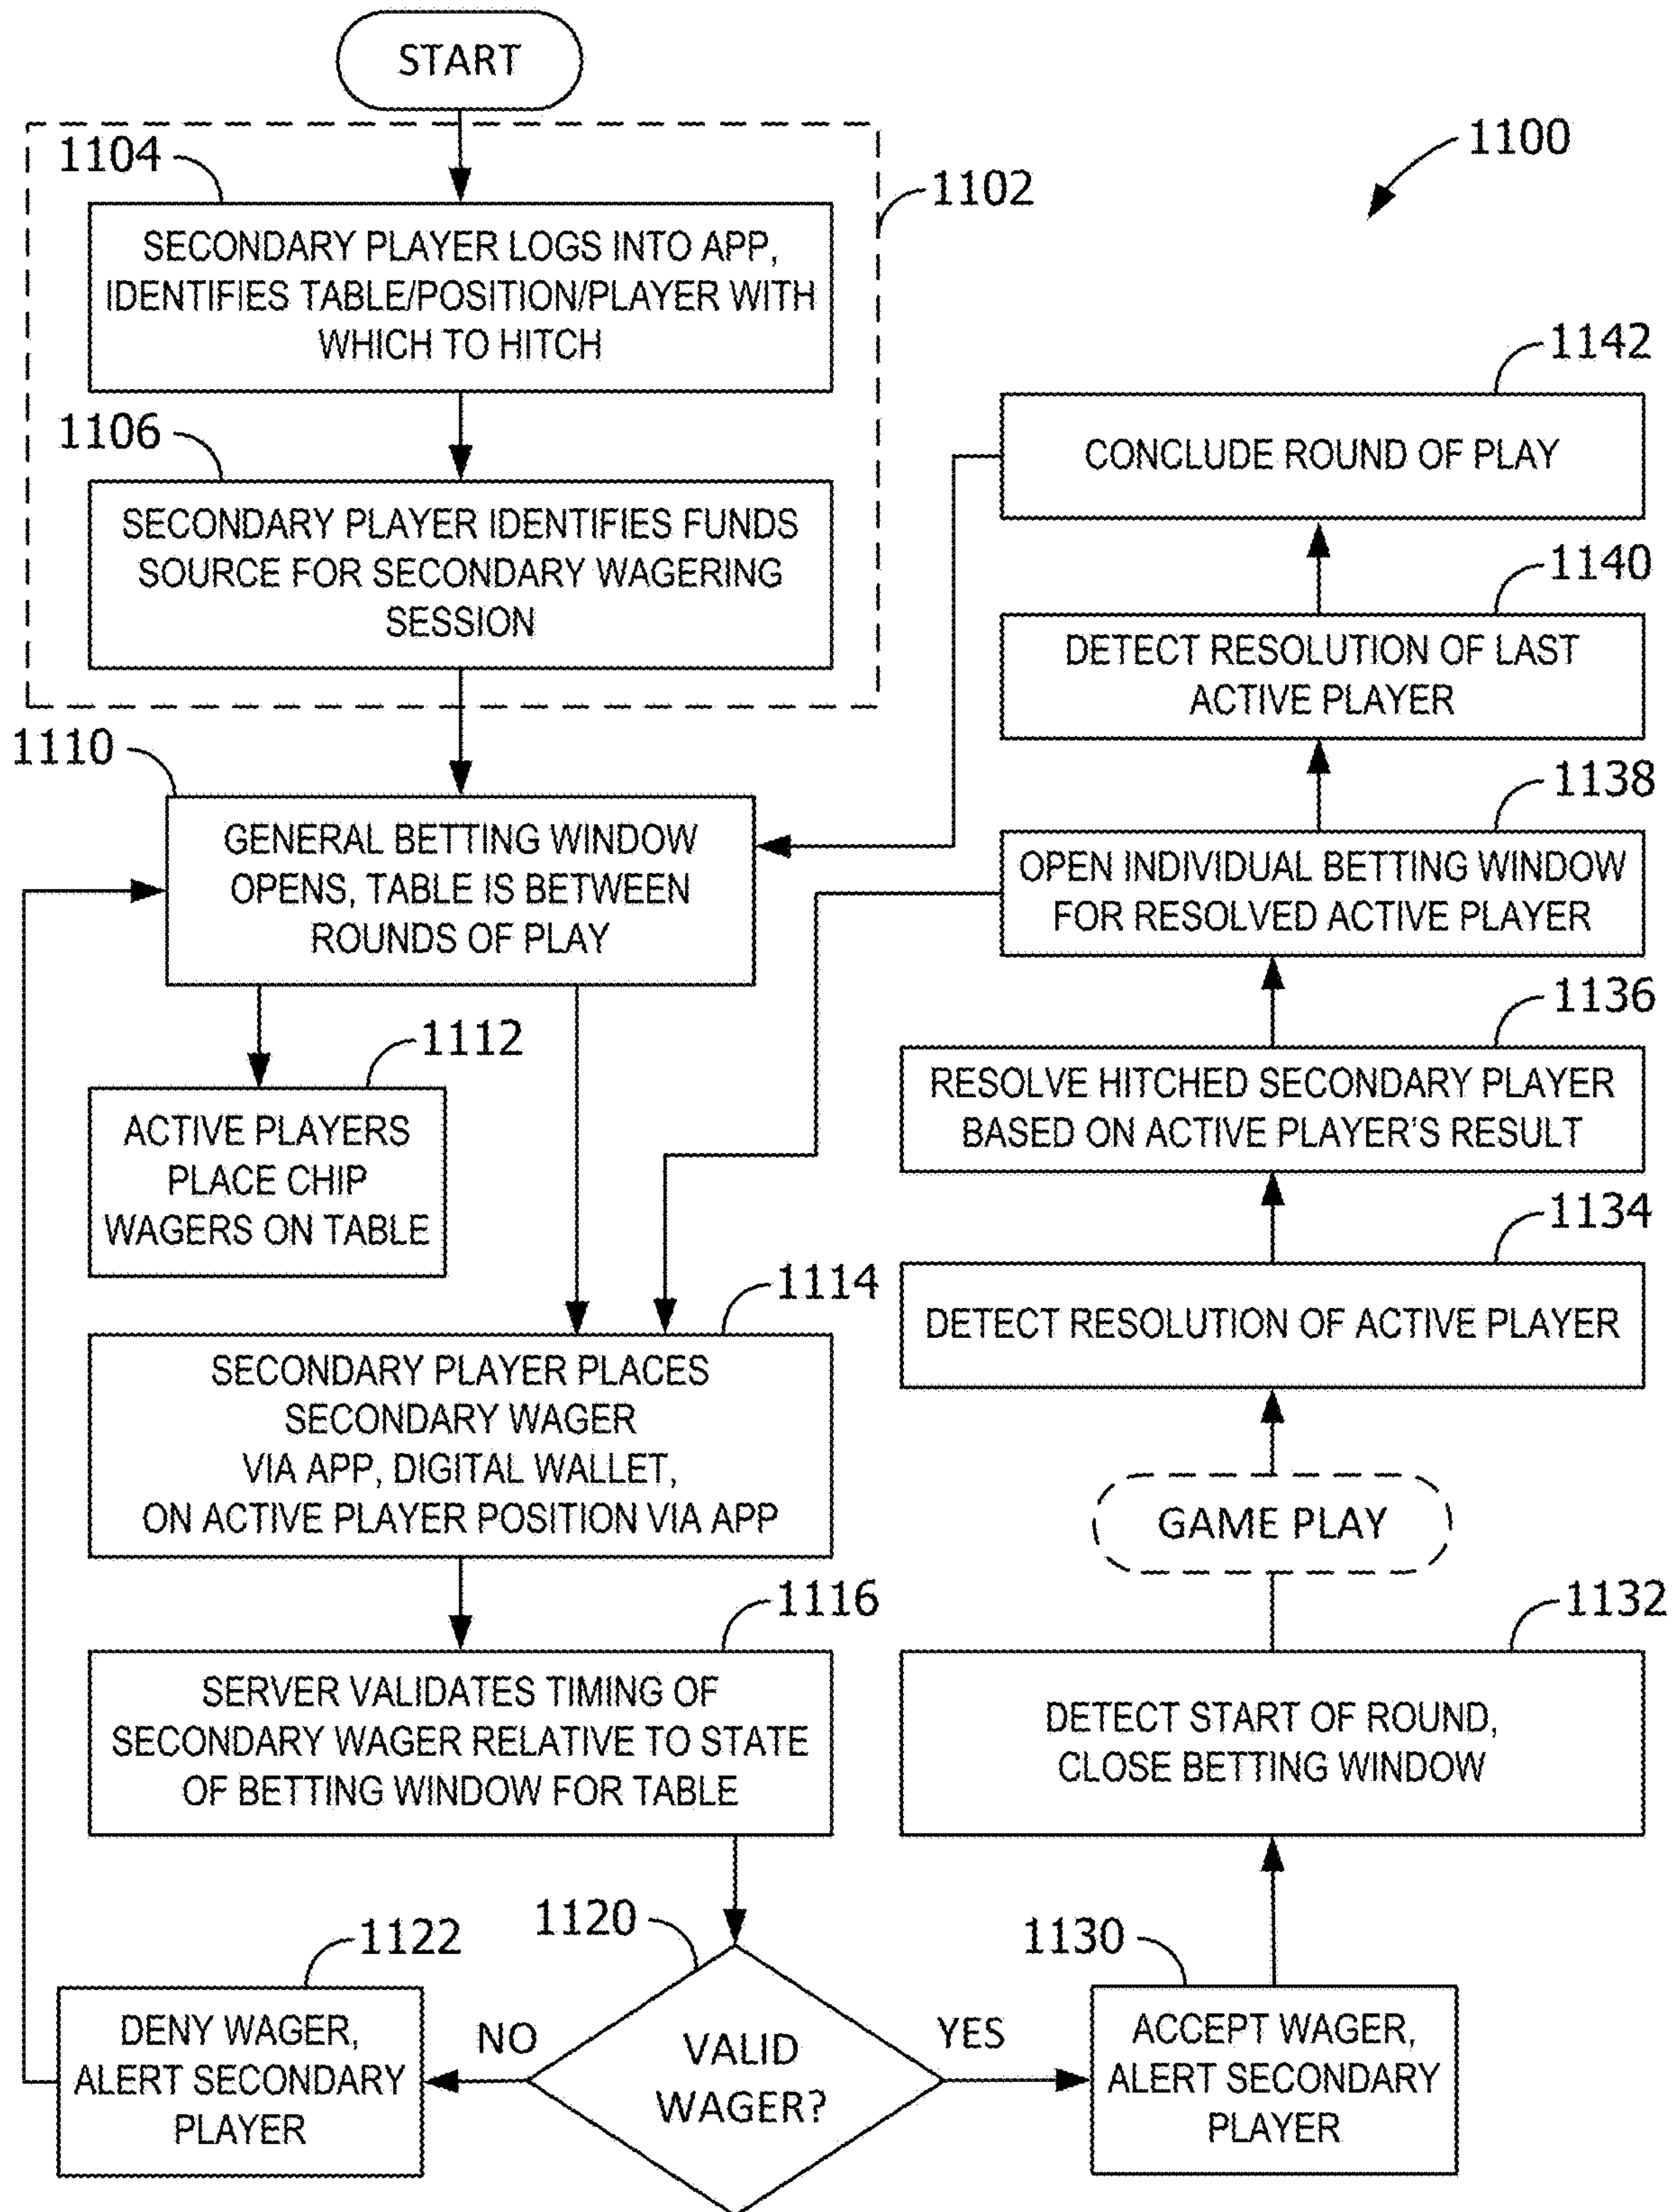 START
1100
1104
1102
SECONDARY PLAYER LOGS INTO APP,
IDENTIFIES TABLE/POSITION/PLAYER WITH
WHICH TO HITCH
1106
SECONDARY PLAYER IDENTIFIES FUNDS
SOURCE FOR SECONDARY WAGERING
SESSION
1110
GENERAL BETTING WINDOW
OPENS, TABLE IS BETWEEN
ROUNDS OF PLAY
1112
ACTIVE PLAYERS
PLACE CHIP
WAGERS ON TABLE
1114
SECONDARY PLAYER PLACES
SECONDARY WAGER
VIA APP, DIGITAL WALLET,
ON ACTIVE PLAYER POSITION VIA APP
1116
SERVER VALIDATES TIMING OF
SECONDARY WAGER RELATIVE TO STATE
OF BETTING WINDOW FOR TABLE
1120
VALID
WAGER?
NO
1122
DENY WAGER,
ALERT SECONDARY
PLAYER
YES
1130
ACCEPT WAGER,
ALERT SECONDARY
PLAYER
1132
DETECT START OF ROUND,
CLOSE BETTING WINDOW
GAME PLAY
1134
DETECT RESOLUTION OF ACTIVE PLAYER
1136
RESOLVE HITCHED SECONDARY PLAYER
BASED ON ACTIVE PLAYER'S RESULT
1138
OPEN INDIVIDUAL BETTING WINDOW
FOR RESOLVED ACTIVE PLAYER
1140
DETECT RESOLUTION OF LAST
ACTIVE PLAYER
1142
CONCLUDE ROUND OF PLAY